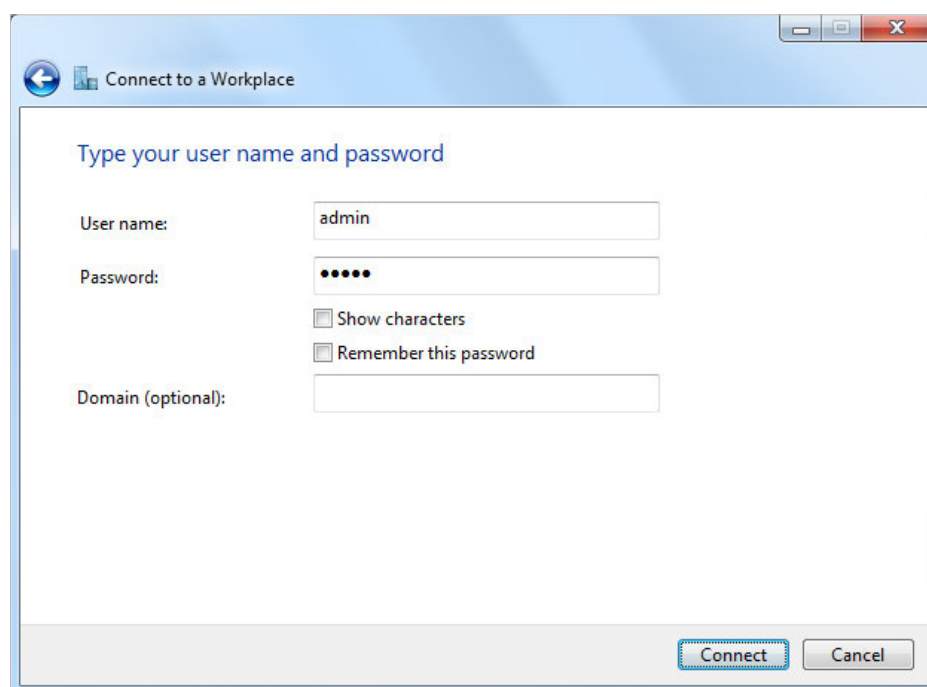 Connect to a Workplace
Type your user name and password
User name:
admin
Password:
•••••
Show characters
Remember this password
Domain (optional):
Connect
Cancel